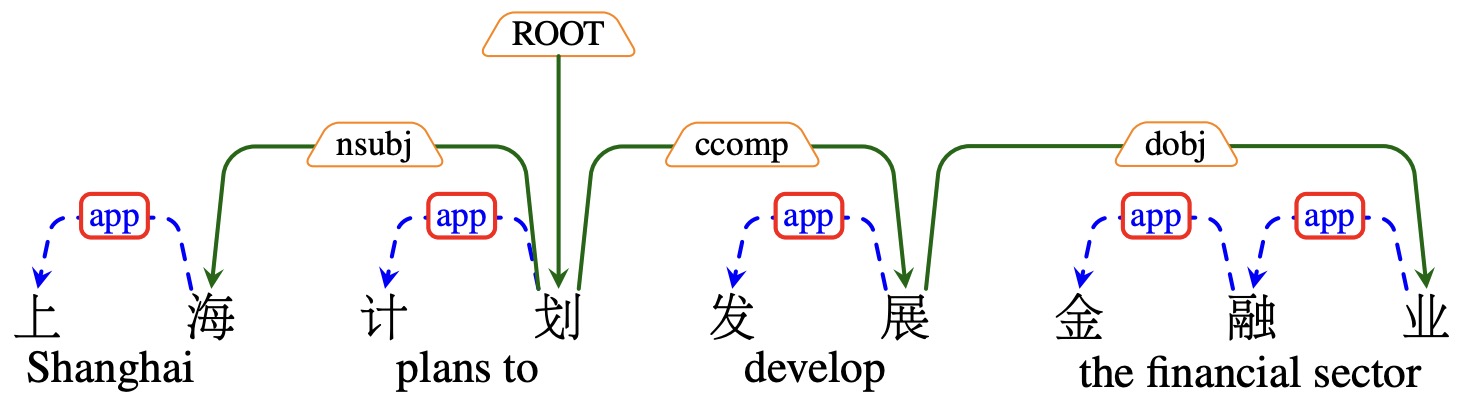 ROOT
nsubj ccomp dobj
app app app app app
上 海 计 划 发 展 金 融 业
Shanghai plans to develop the financial sector